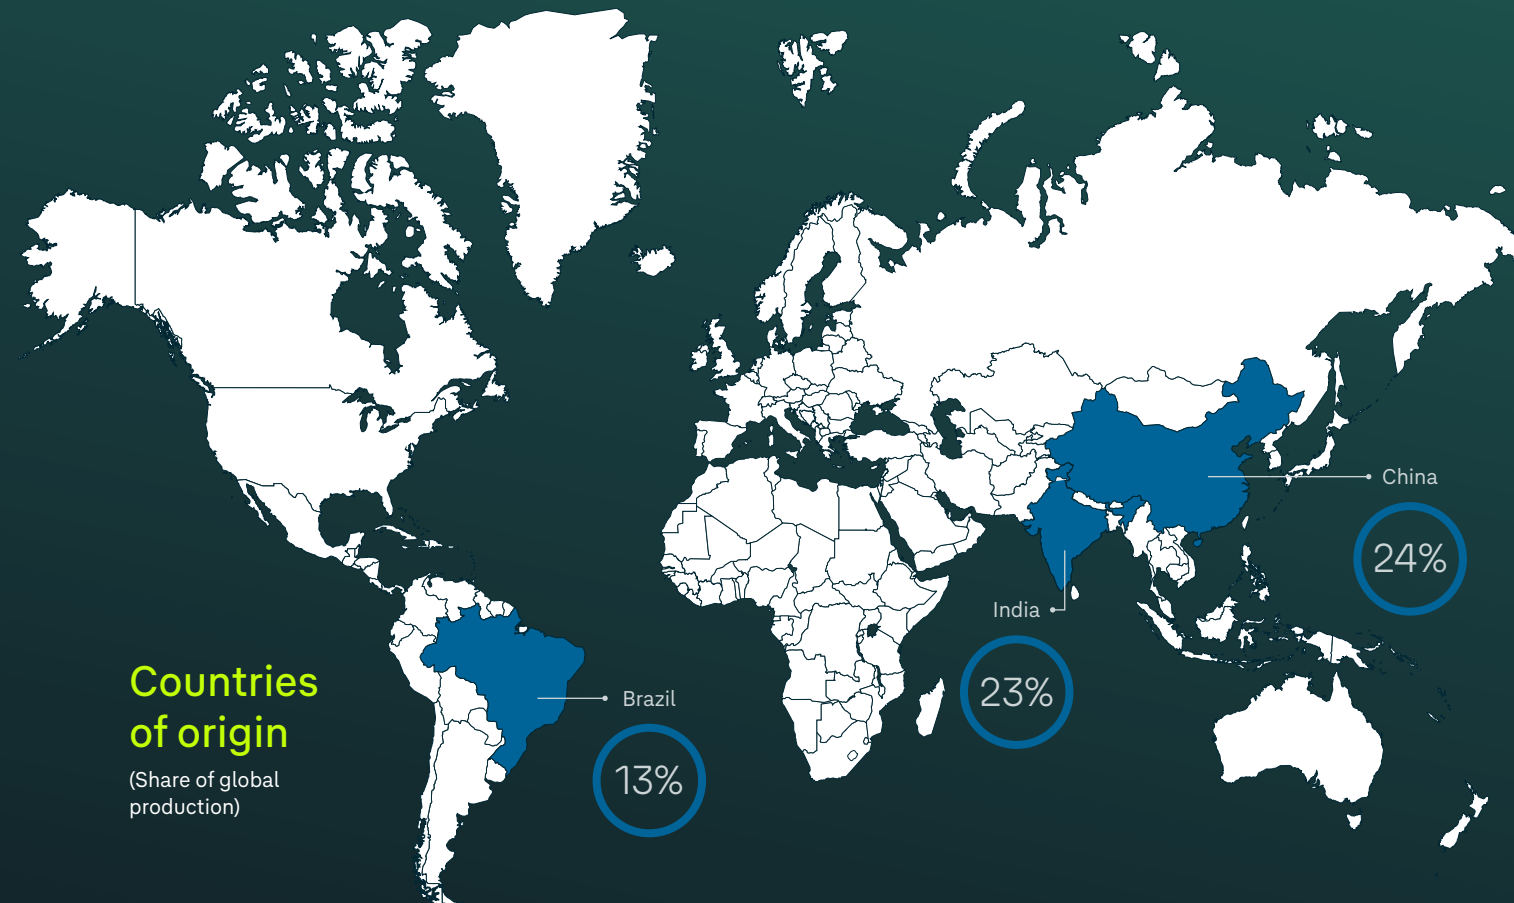 Countries
of origin
(Share of global
production)
Brazil
13%
India
23%
China
24%